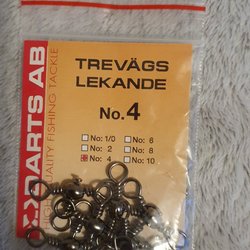 TREVÄGS
LEKANDE
No.4
No: 1/0
No: 6
No: 2
No: 8
No: 4
No: 10
DARTS AB
HIGH QUALITY FISHING TACKLE